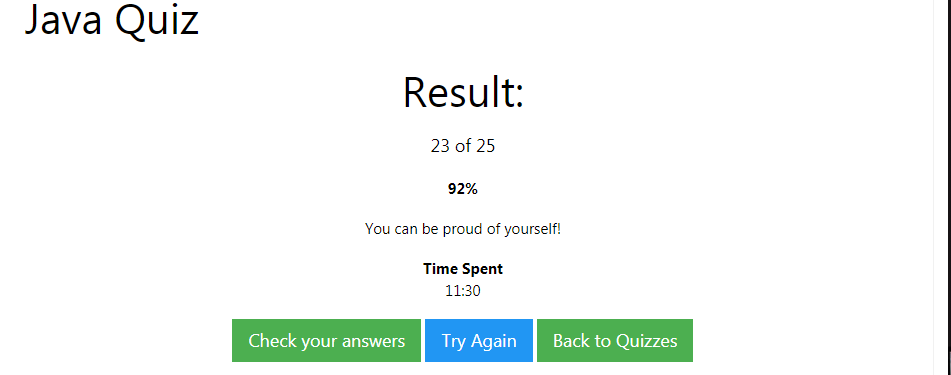 Java Quiz
Result:
23 of 25
92%
You can be proud of yourself!
Time Spent
11:30
Check your answers Try Again Back to Quizzes